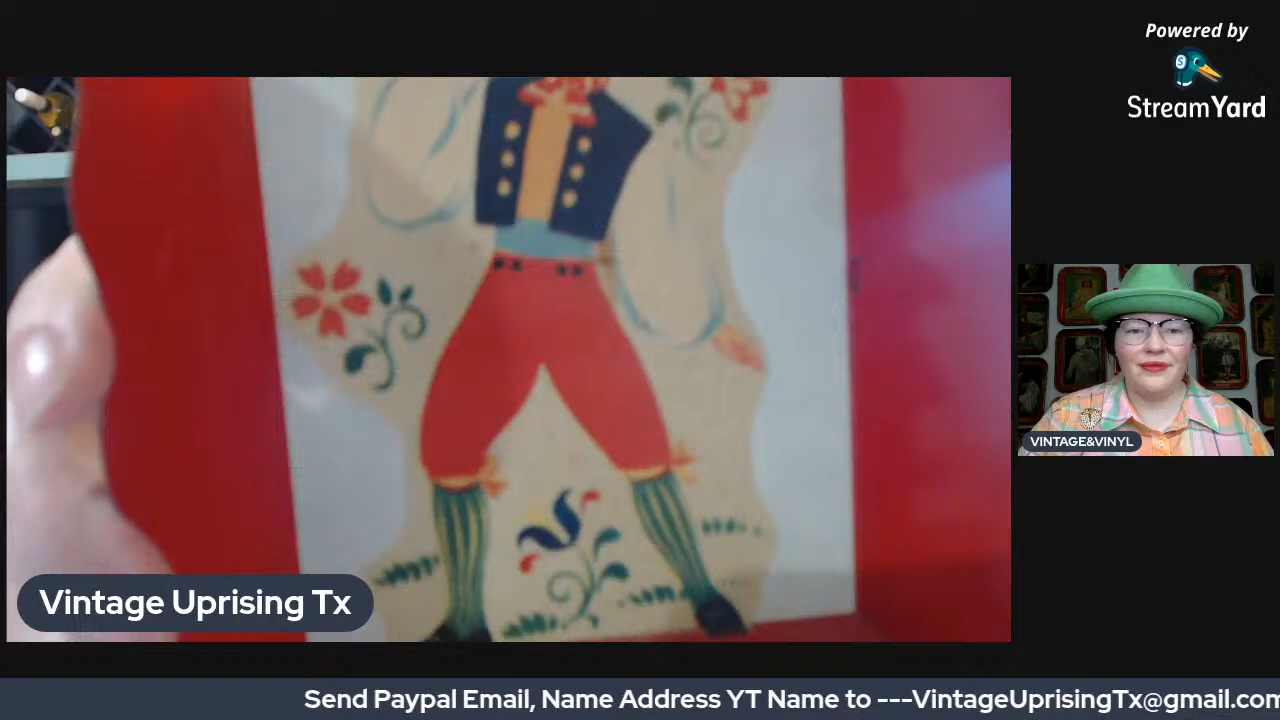 Powered by
StreamYard
VINTAGE&VINYL
Vintage Uprising Tx
Send Paypal Email, Name Address YT Name to ---VintageUprisingTx@gmail.com